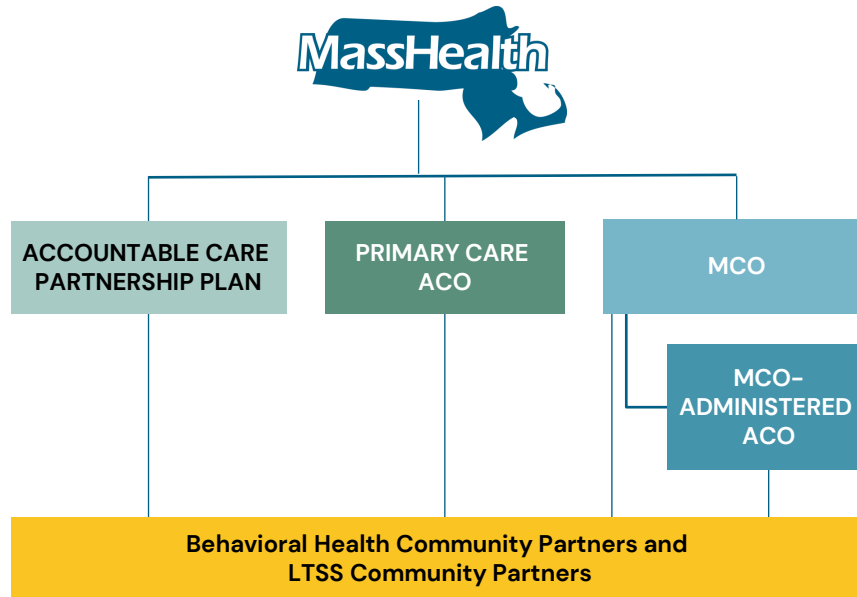 MassHealth
ACCOUNTABLE CARE
PARTNERSHIP PLAN
PRIMARY CARE
ACO
MCO
MCO-
ADMINISTERED
ACO
Behavioral Health Community Partners and
LTSS Community Partners